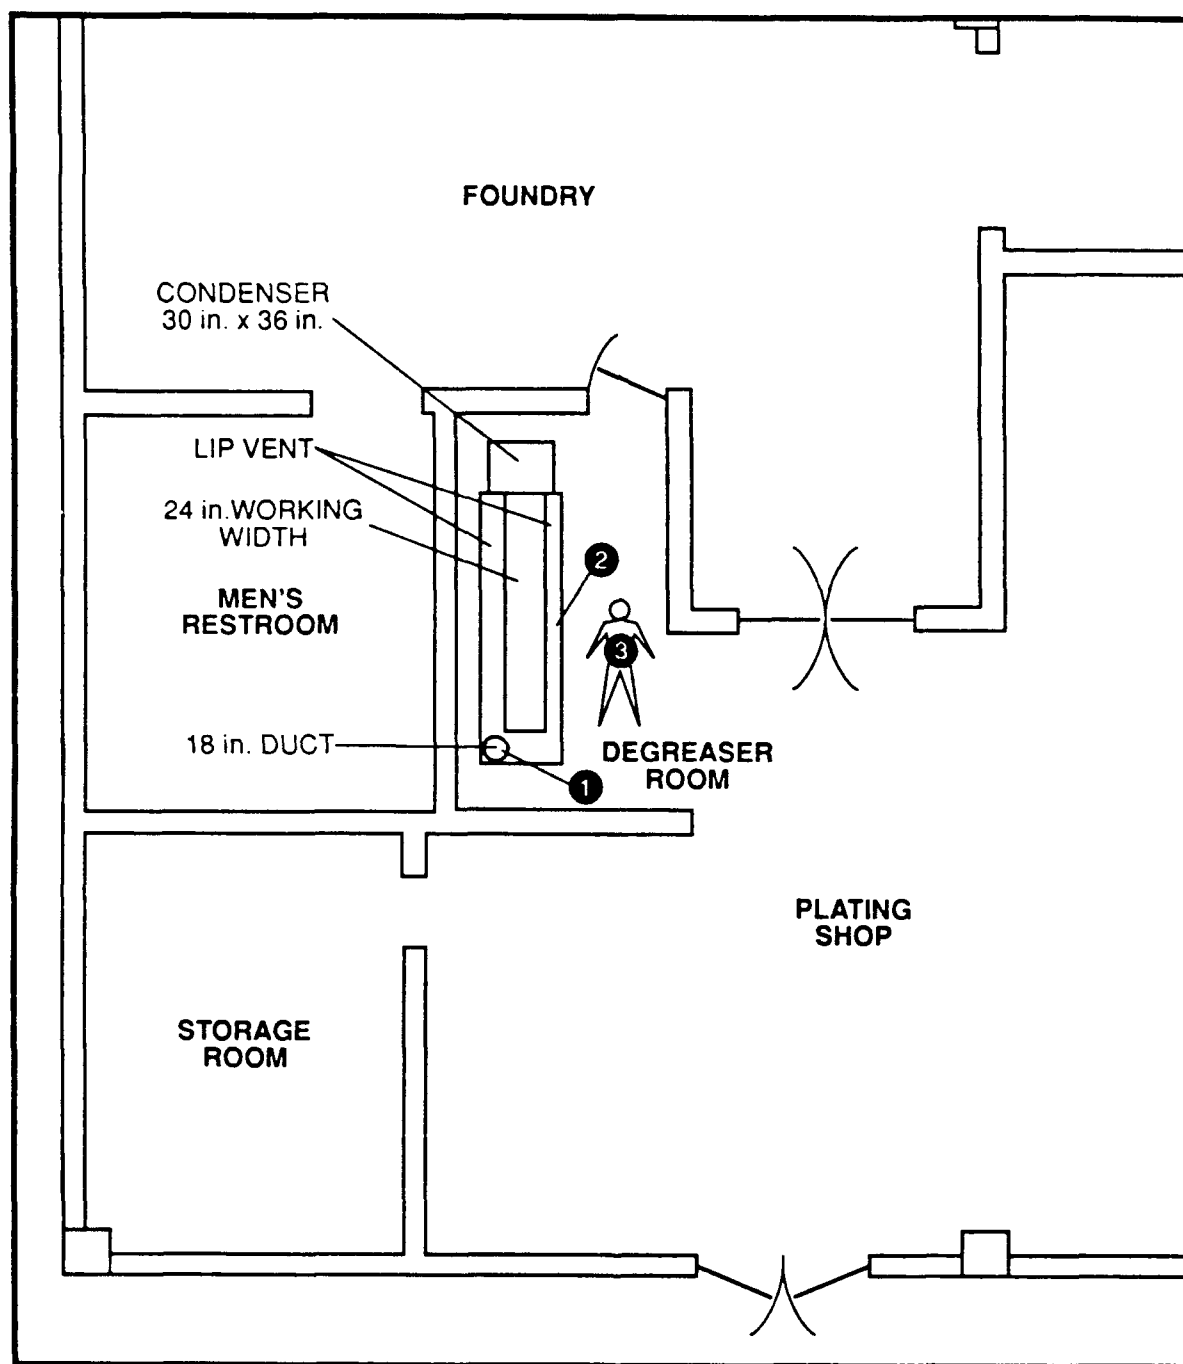 FOUNDRY
CONDENSER
30 in. x 36 in.
LIP VENT
24 in. WORKING
WIDTH
2
MEN'S
RESTROOM
3
18 in. DUCT
DEGREASER
ROOM
1
PLATING
SHOP
STORAGE
ROOM